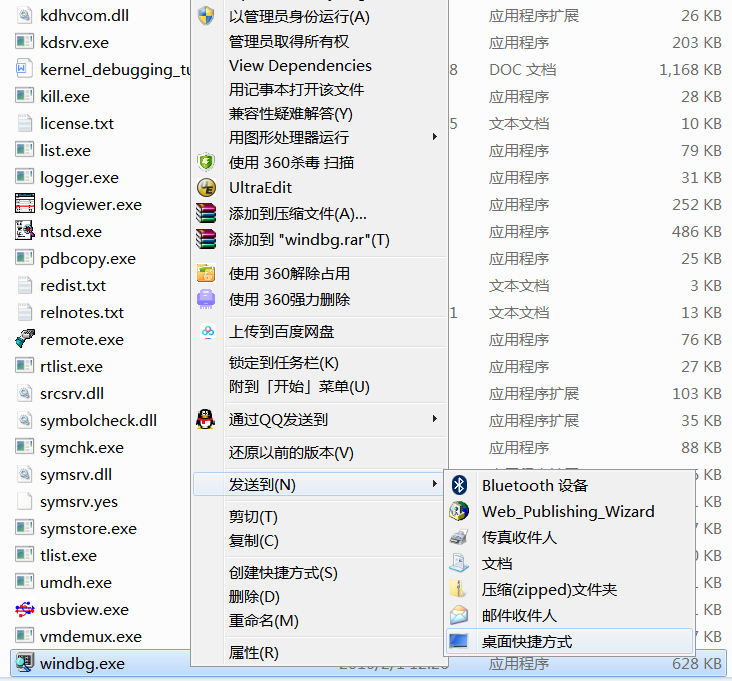 kdhvcom.dll 以管理员身份运行(A) 应用程序扩展 26 KB
kdsrv.exe 管理员取得所有权 应用程序 203 KB
kernel_debugging_tu View Dependencies 8 DOC 文档 1,168 KB
用记事本打开该文件
kill.exe 兼容性疑难解答(Y) 应用程序 28 KB
license.txt 用图形处理器运行 5 文本文档 10 KB
list.exe 使用 360杀毒 扫描 应用程序 79 KB
logger.exe UltraEdit 应用程序 31 KB
logviewer.exe 添加到压缩文件(A)... 应用程序 252 KB
ntsd.exe 添加到 "windbg.rar"(T) 应用程序 486 KB
pdbcopy.exe 使用 360解除占用 应用程序 25 KB
redist.txt 使用 360强力删除 文本文档 3 KB
relnotes.txt 上传到百度网盘 1 文本文档 13 KB
remote.exe 应用程序 76 KB
rtlist.exe 锁定到任务栏(K) 应用程序 27 KB
srcsrv.dll 附到「开始」菜单(U) 应用程序扩展 103 KB
symbolcheck.dll 通过QQ发送到 应用程序扩展 35 KB
symchk.exe 还原以前的版本(V) 应用程序 88 KB
symsrv.dll 发送到(N) Bluetooth 设备 KB
symsrv.yes 剪切(T) Web_Publishing_Wizard KB
symstore.exe 复制(C) 传真收件人 KB
tlist.exe 创建快捷方式(S) 文档 KB
umdh.exe 删除(D) 压缩(zipped)文件夹 KB
usbview.exe 重命名(M) 邮件收件人 KB
vmdemux.exe 桌面快捷方式 KB
windbg.exe 属性(R) 应用程序 628 KB